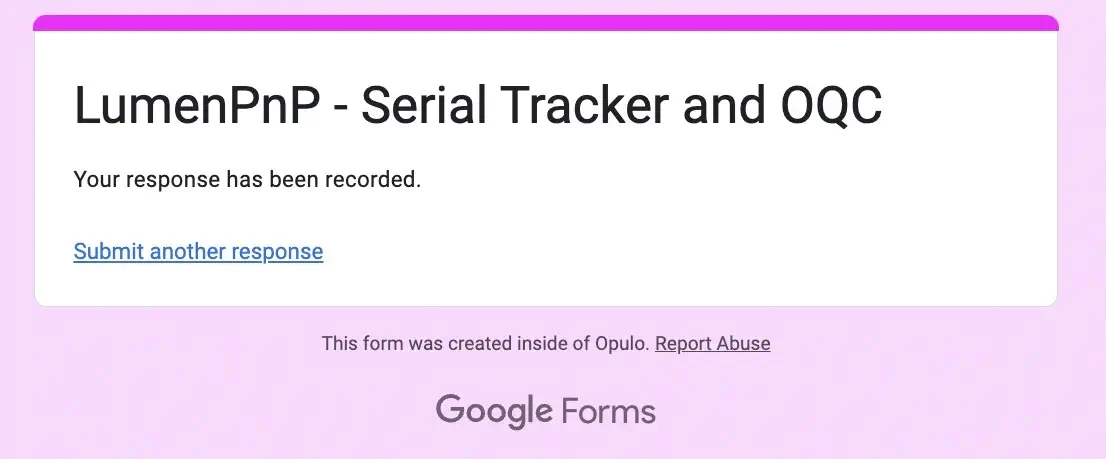 LumenPnP - Serial Tracker and OQC
Your response has been recorded.
Submit another response
This form was created inside of Opulo. Report Abuse
Google Forms